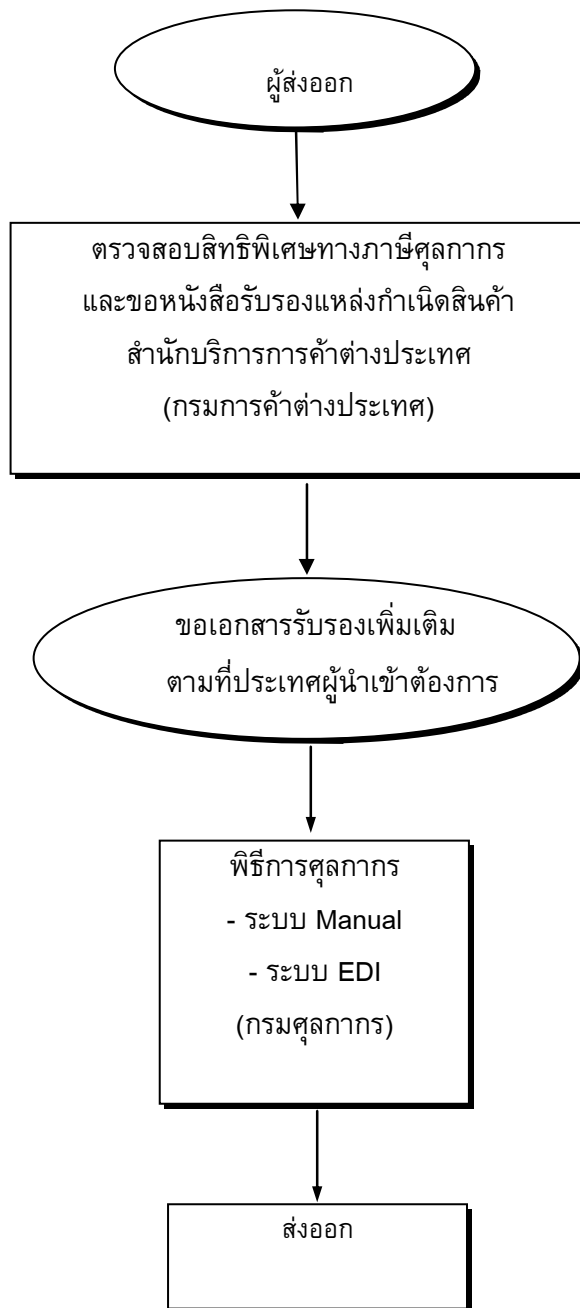 ผู้ส่งออก
ตรวจสอบสิทธิพิเศษทางภาษีศุลกากร
และขอหนังสือรับรองแหล่งกำเนิดสินค้า
สำนักบริการการค้าต่างประเทศ
(กรมการค้าต่างประเทศ)
ขอเอกสารรับรองเพิ่มเติม
ตามที่ประเทศผู้นำเข้าต้องการ
พิธีการศุลกากร
- ระบบ Manual
- ระบบ EDI
(กรมศุลกากร)
ส่งออก